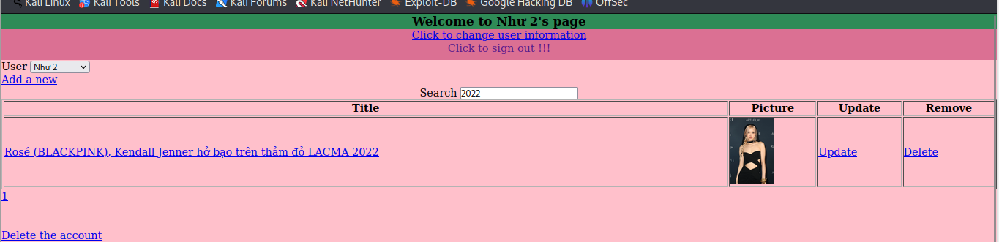 Kali Linux Kali Tools Kali Docs Kali Forums Kali NetHunter Exploit-DB Google Hacking DB OffSec
Welcome to Như 2's page
Click to change user information
Click to sign out !!!
User Như 2
Add a new
Search 2022
Title Picture Update Remove
Rosé (BLACKPINK), Kendall Jenner hở bạo trên thảm đỏ LACMA 2022 Update Delete
1
Delete the account